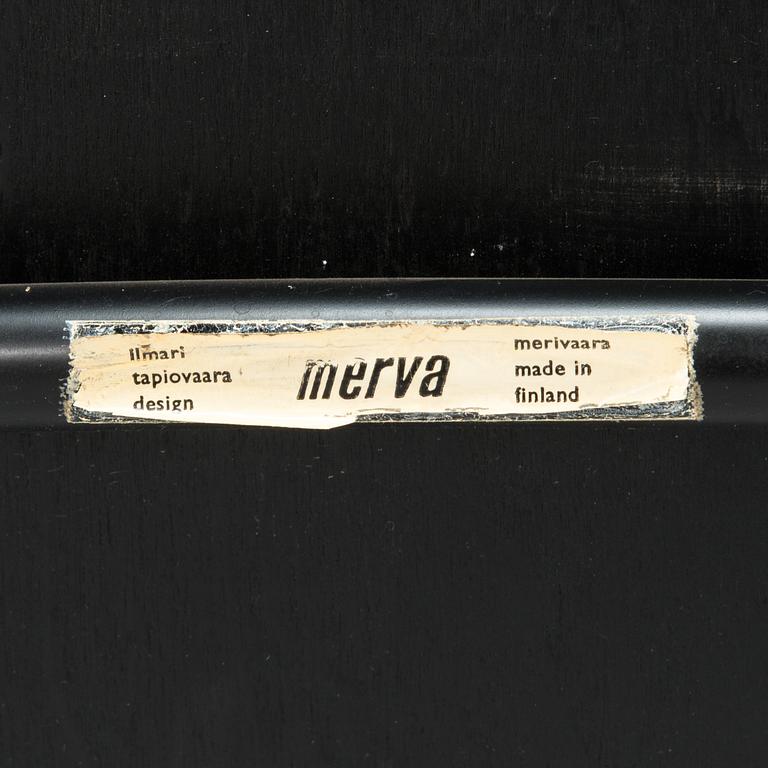 ilmari
tapiovaara
design
merva
merivaara
made in
finland